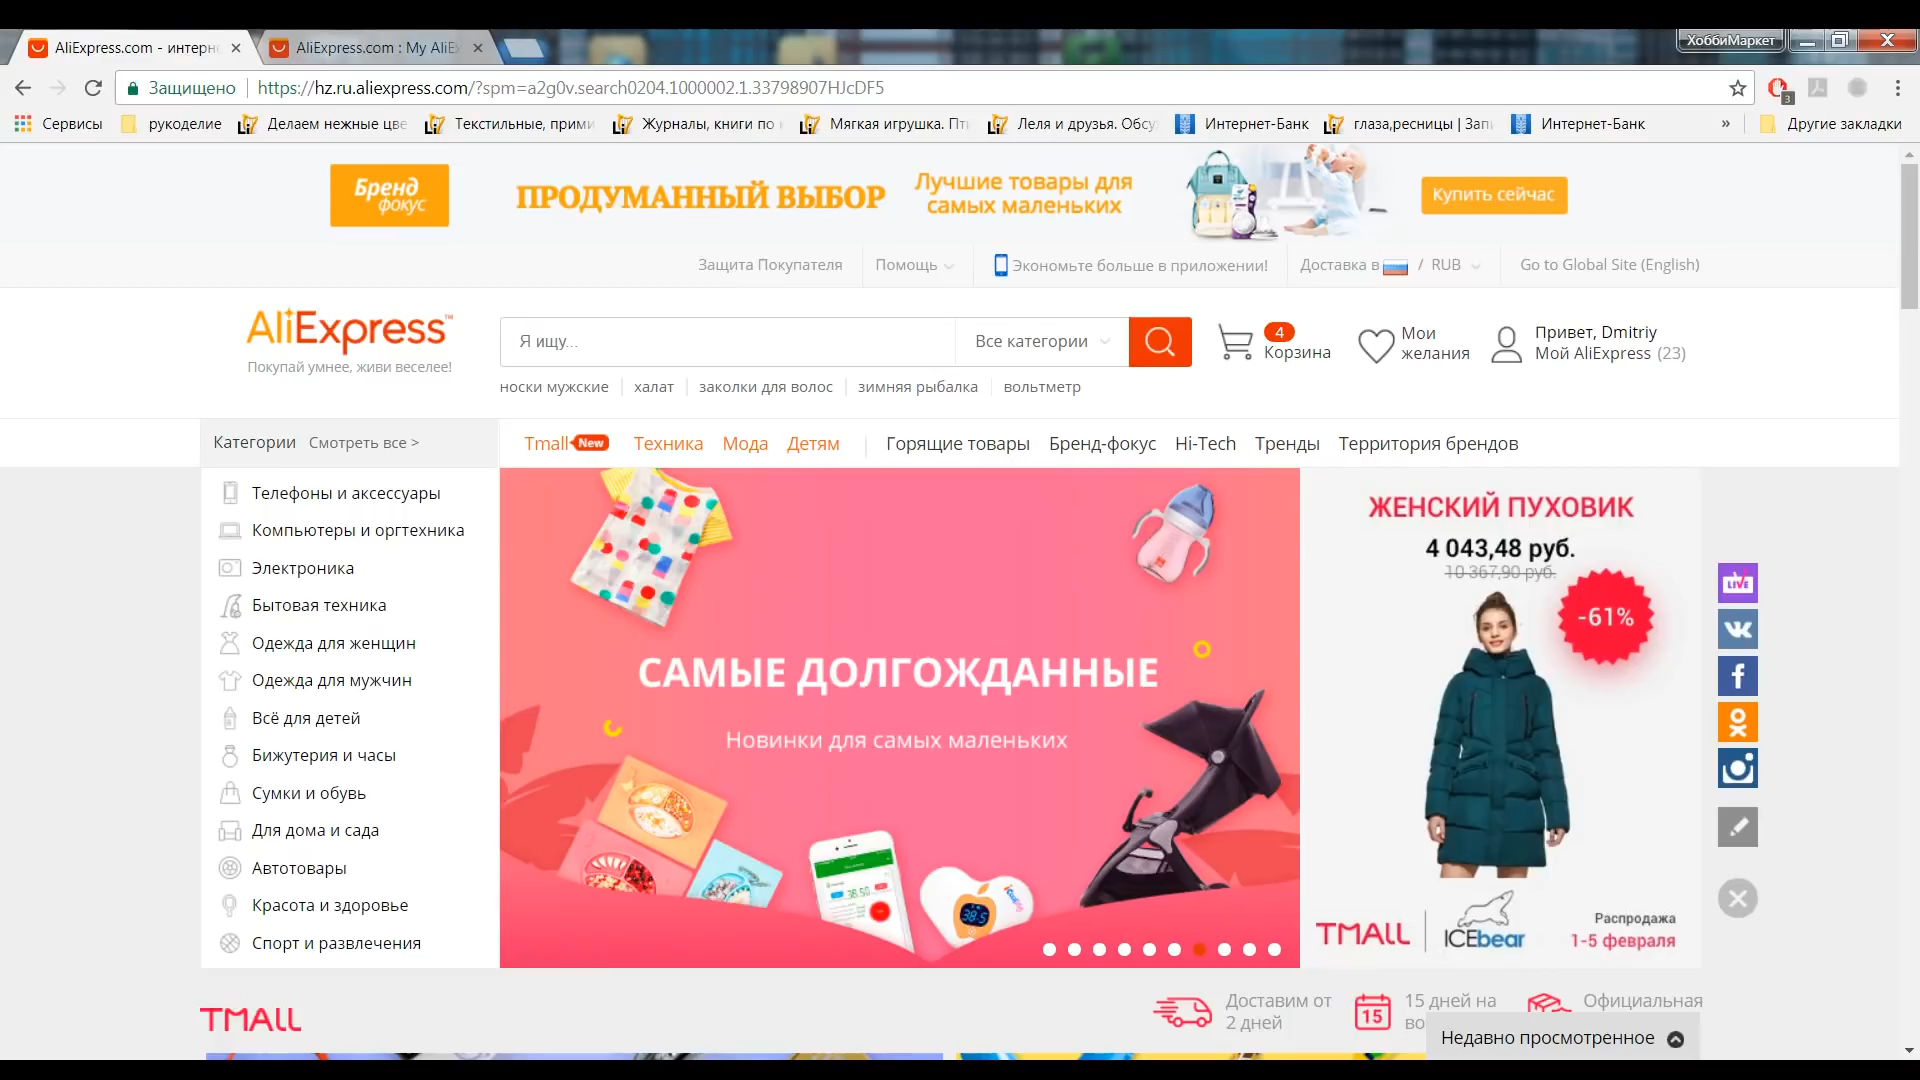 AliExpress.com - интерн
AliExpress.com : My AliE
ХоббиМаркет
Защищено
https://hz.ru.aliexpress.com/?spm=a2g0v.search0204.1000002.1.33798907HJcDF5
3
Сервисы
рукоделие
Делаем нежные цве
Текстильные, прими
Журналы, книги по
Мягкая игрушка. Пти
Леля и друзья. Обсу
Интернет-Банк
глаза,ресницы | Запи
Интернет-Банк
»
Другие закладки
Бренд
фокус
ПРОДУМАННЫЙ ВЫБОР
Лучшие товары для
самых маленьких
Купить сейчас
Защита Покупателя
Помощь
Экономьте больше в приложении!
Доставка в / RUB
Go to Global Site (English)
AliExpress™
Покупай умнее, живи веселее!
Я ищу...
Все категории
4
Корзина
Мои
желания
Привет, Dmitriy
Мой AliExpress (23)
носки мужские
халат
заколки для волос
зимняя рыбалка
вольтметр
Категории
Смотреть все >
Tmall New
Техника
Мода
Детям
Горящие товары
Бренд-фокус
Hi-Tech
Тренды
Территория брендов
Телефоны и аксессуары
Компьютеры и оргтехника
Электроника
Бытовая техника
Одежда для женщин
Одежда для мужчин
Всё для детей
Бижутерия и часы
Сумки и обувь
Для дома и сада
Автотовары
Красота и здоровье
Спорт и развлечения
САМЫЕ ДОЛГОЖДАННЫЕ
Новинки для самых маленьких
38.5
ЖЕНСКИЙ ПУХОВИК
4 043,48 руб.
10 367,90 руб.
-61%
TMALL
ICEbear
Распродажа
1-5 февраля
LIVE
TMALL
Доставим от
2 дней
15
15 дней на
во
Официальная
Недавно просмотренное